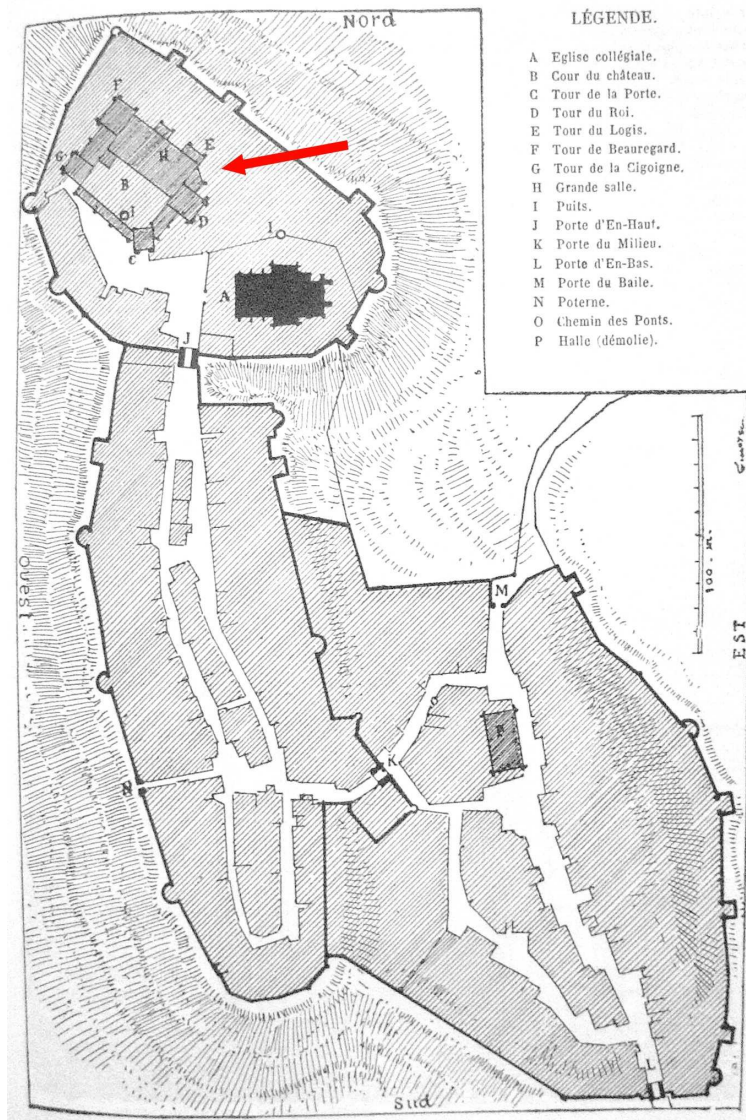 Nord
LÉGENDE.
A Eglise collégiale.
B Cour du château.
C Tour de la Porte.
D Tour du Roi.
E Tour du Logis.
F Tour de Beauregard.
G Tour de la Cigoigne.
H Grande salle.
I Puits.
J Porte d'En-Haut.
K Porte du Milieu.
L Porte d'En-Bas.
M Porte du Baile.
N Poterne.
O Chemin des Ponts.
P Halle (démolie).
F
E
H
G
B
I
D
C
I
A
J
Ouest
100 m.
EST
M
P
K
N
L
Sud